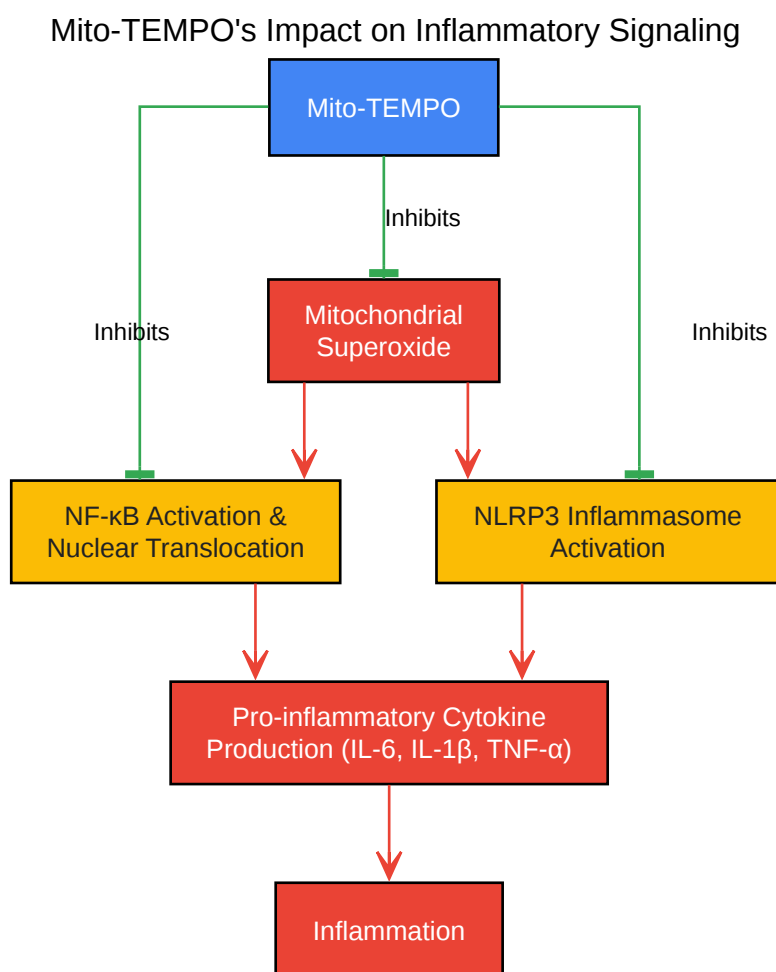 Mito-TEMPO's Impact on Inflammatory Signaling
Mito-TEMPO
Inhibits
Mitochondrial
Superoxide
Inhibits
Inhibits
NF-κB Activation &
Nuclear Translocation
NLRP3 Inflammasome
Activation
Pro-inflammatory Cytokine
Production (IL-6, IL-1β, TNF-α)
Inflammation